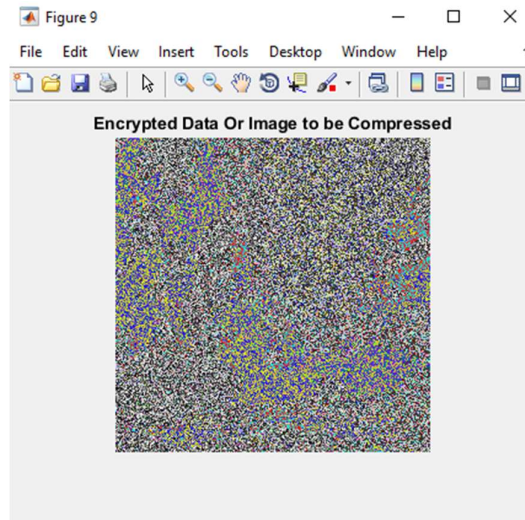 Figure 9
File Edit View Insert Tools Desktop Window Help
Encrypted Data Or Image to be Compressed